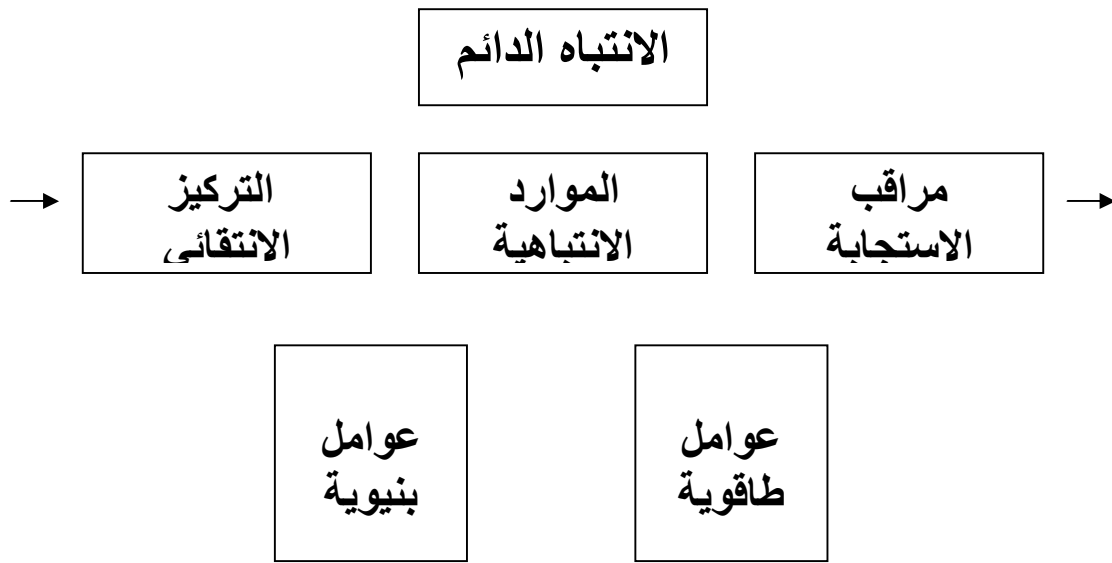 الانتباه الدائم
مراقب
الاستجابة
الموارد
الانتباهية
التركيز
الانتقائي
عوامل
طاقوية
عوامل
بنيوية